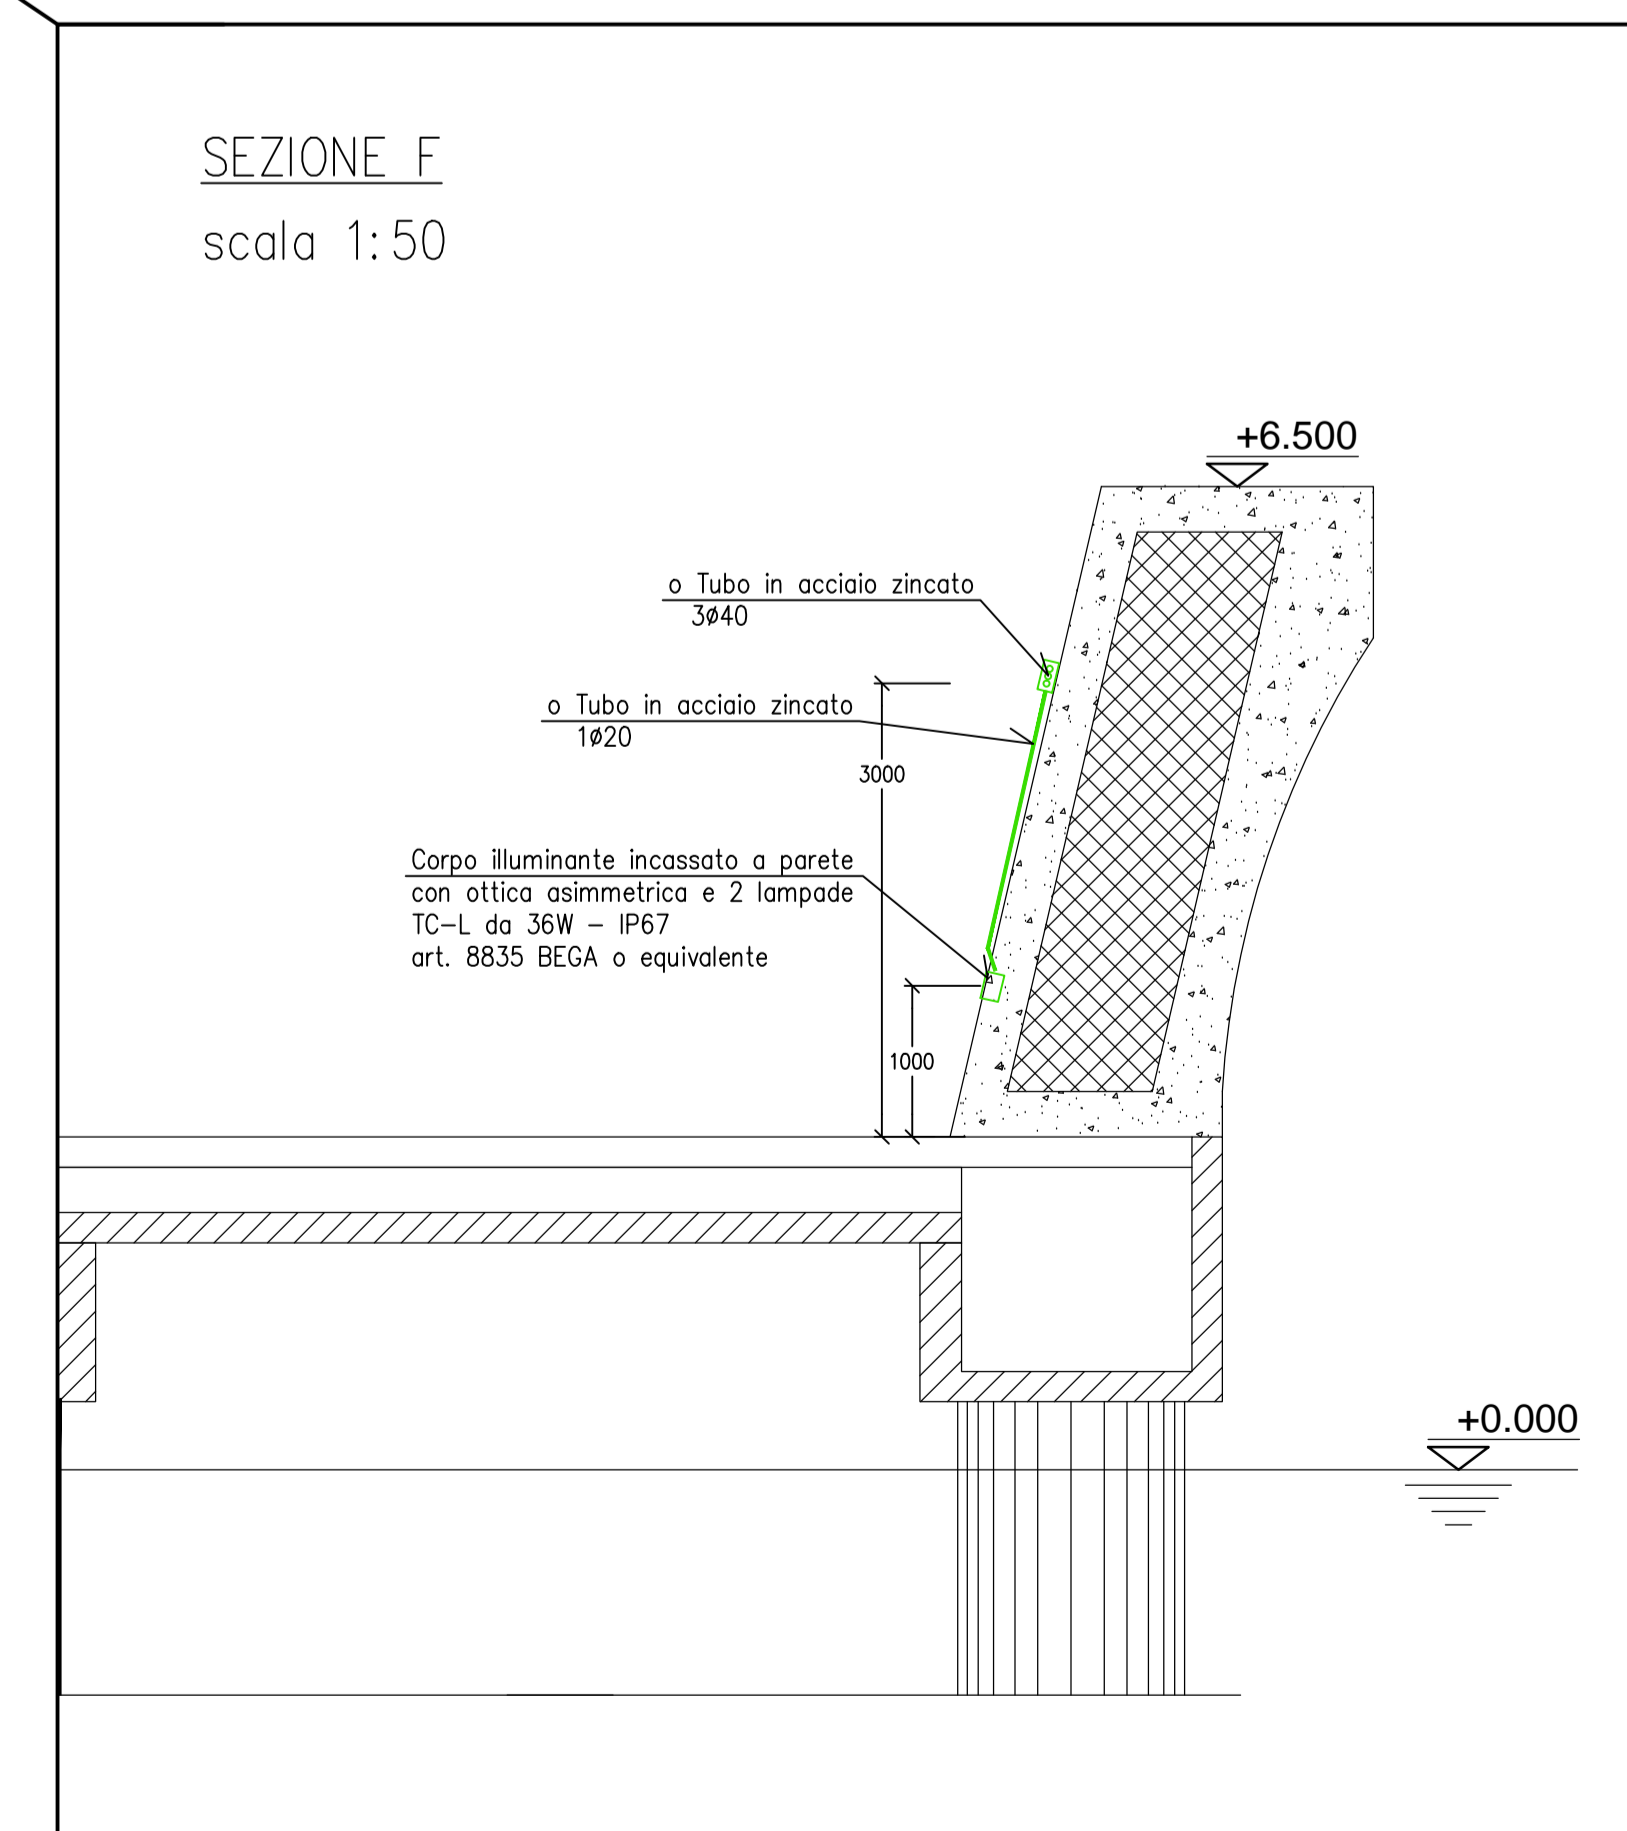 SEZIONE F
scala 1:50
+6.500
o Tubo in acciaio zincato
3ø40
o Tubo in acciaio zincato
1ø20
3000
Corpo illuminante incassato a parete
con ottica asimmetrica e 2 lampade
TC-L da 36W - IP67
art. 8835 BEGA o equivalente
1000
+0.000